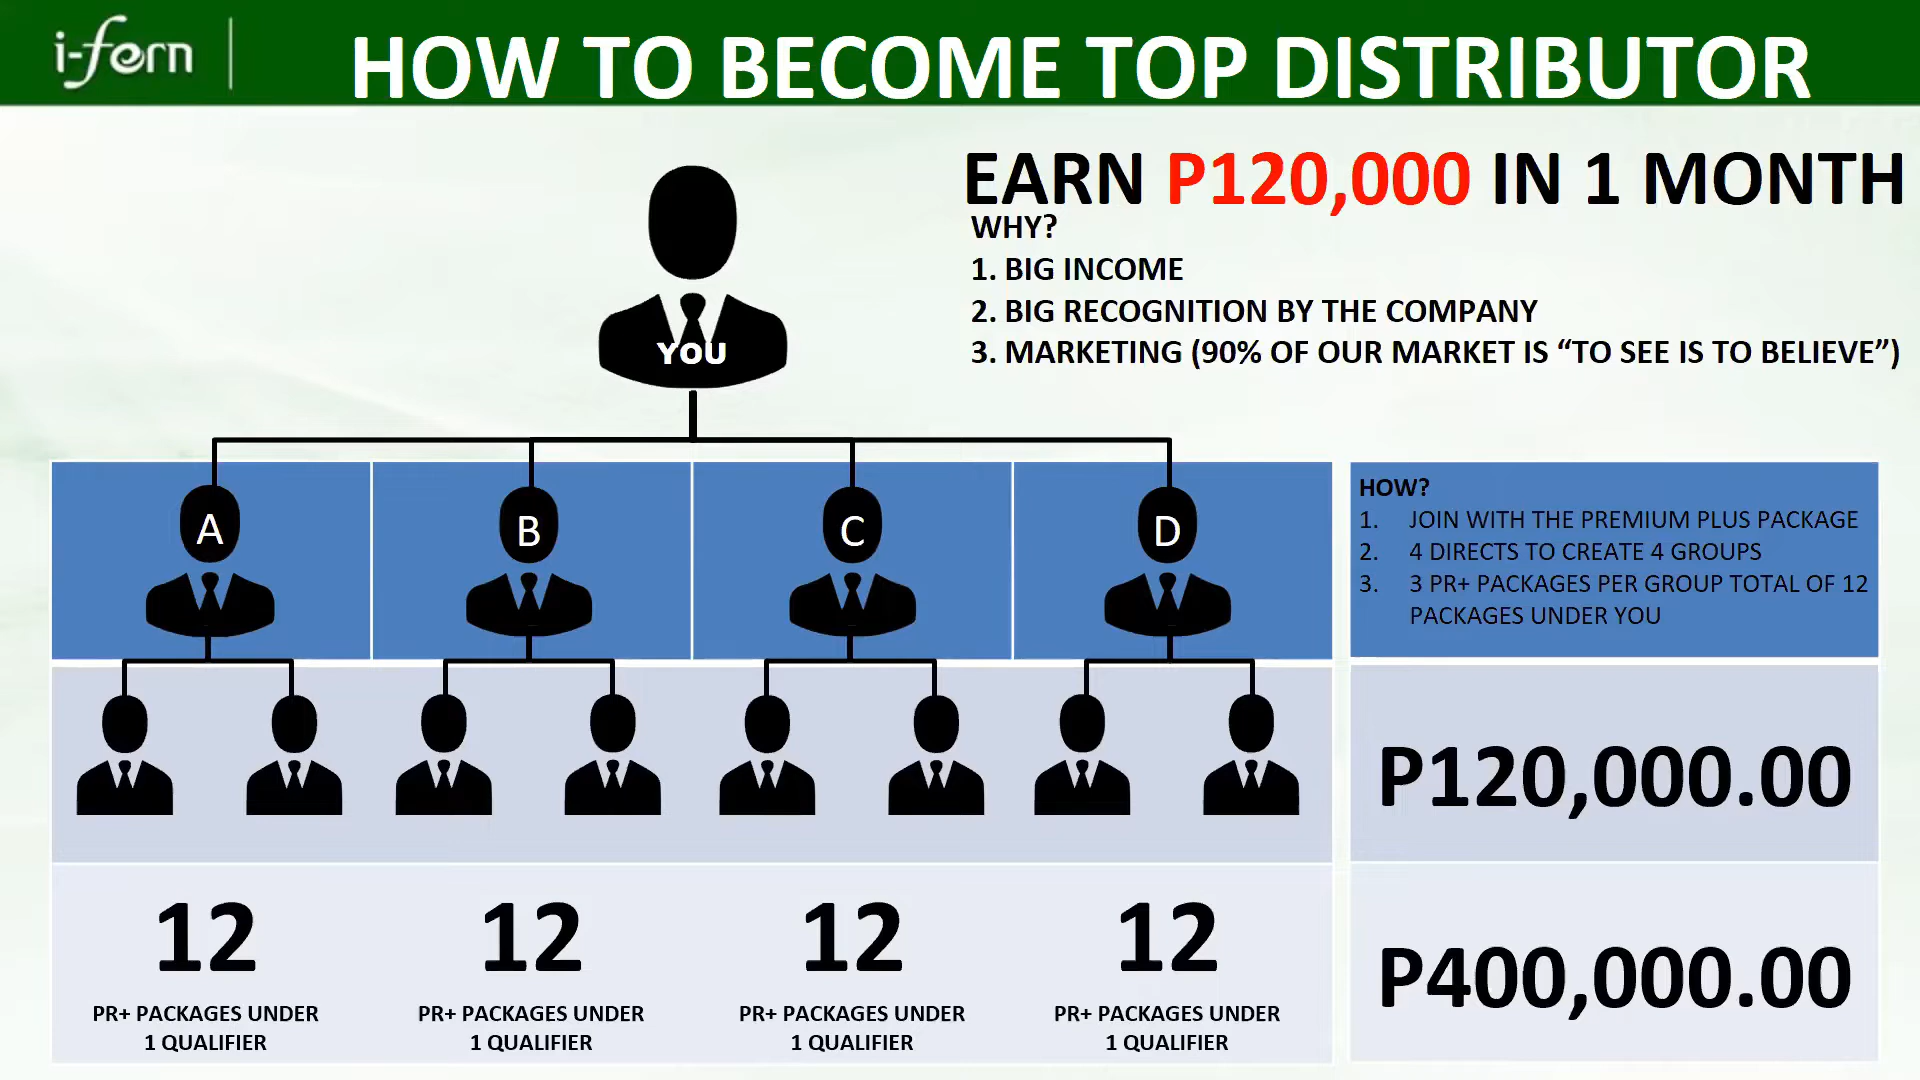 i-fern
HOW TO BECOME TOP DISTRIBUTOR
EARN P120,000 IN 1 MONTH
WHY?
1. BIG INCOME
2. BIG RECOGNITION BY THE COMPANY
3. MARKETING (90% OF OUR MARKET IS “TO SEE IS TO BELIEVE”)
YOU
A
B
C
D
HOW?
1. JOIN WITH THE PREMIUM PLUS PACKAGE
2. 4 DIRECTS TO CREATE 4 GROUPS
3. 3 PR+ PACKAGES PER GROUP TOTAL OF 12
PACKAGES UNDER YOU
P120,000.00
12
PR+ PACKAGES UNDER
1 QUALIFIER
12
PR+ PACKAGES UNDER
1 QUALIFIER
12
PR+ PACKAGES UNDER
1 QUALIFIER
12
PR+ PACKAGES UNDER
1 QUALIFIER
P400,000.00